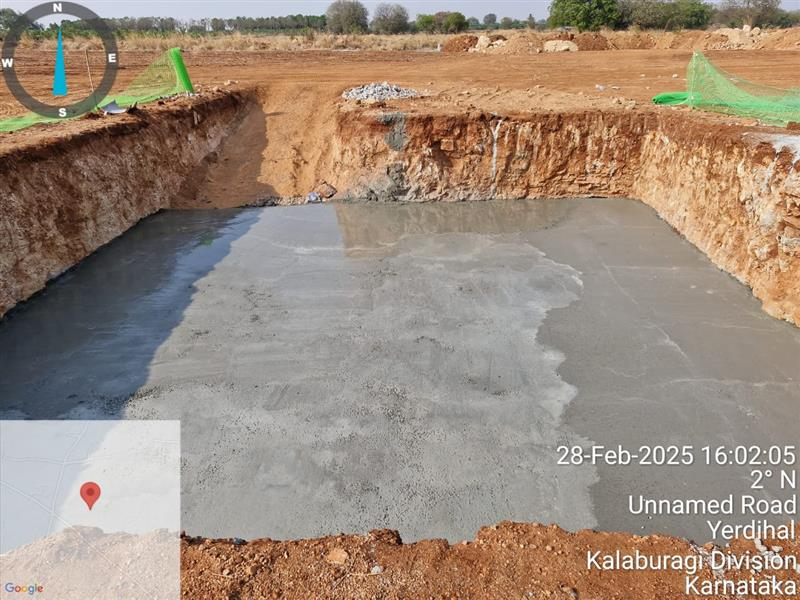 N
W
E
S
28-Feb-2025 16:02:05
2° N
Unnamed Road
Yerdihal
Kalaburagi Division
Karnataka
Google